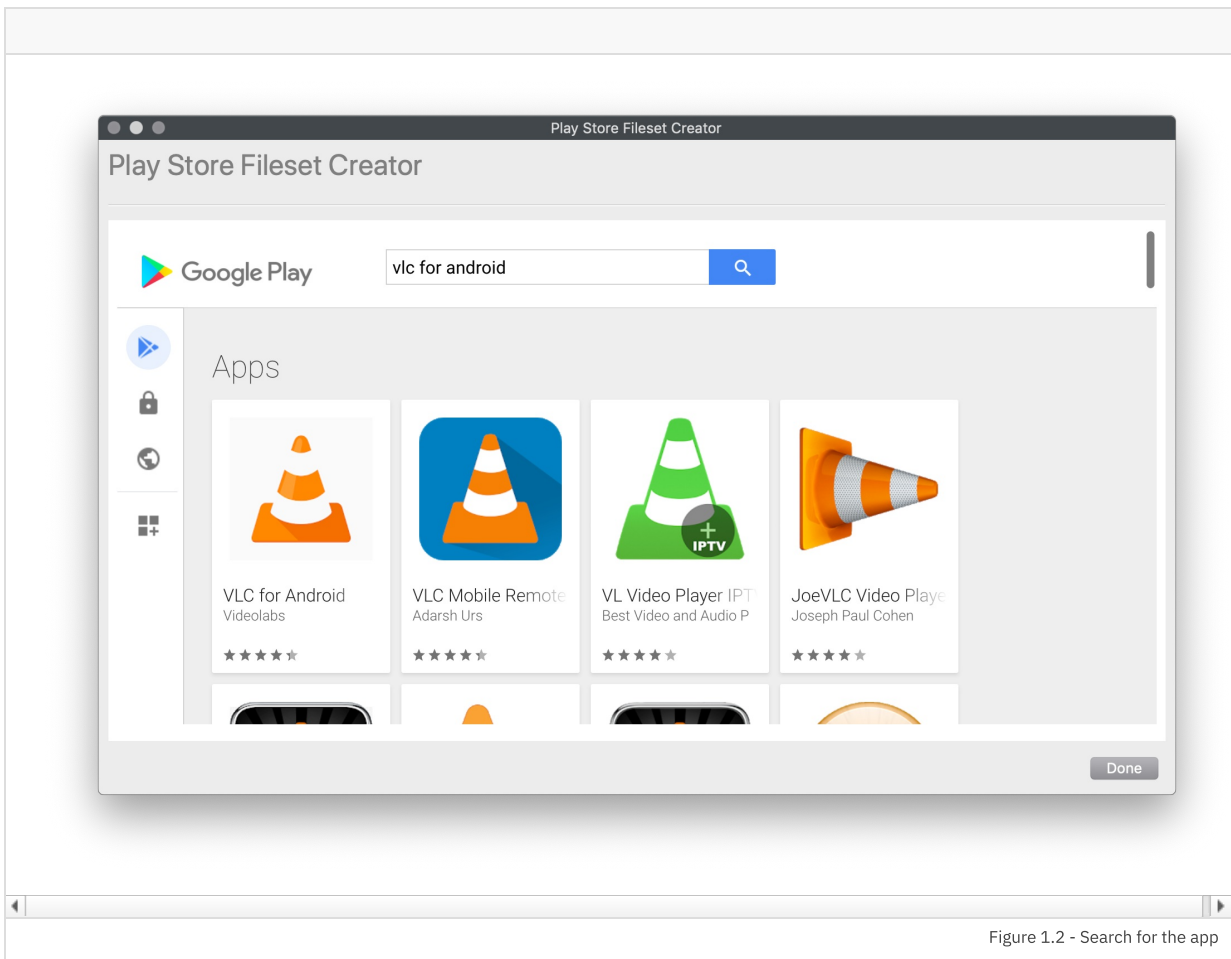 Play Store Fileset Creator
Play Store Fileset Creator
Google Play
vlc for android
Apps
IPTV
VLC for Android
Videolabs
VLC Mobile Remote
Adarsh Urs
VL Video Player IPT
Best Video and Audio P
JoeVLC Video Playe
Joseph Paul Cohen
Done
Figure 1.2 - Search for the app